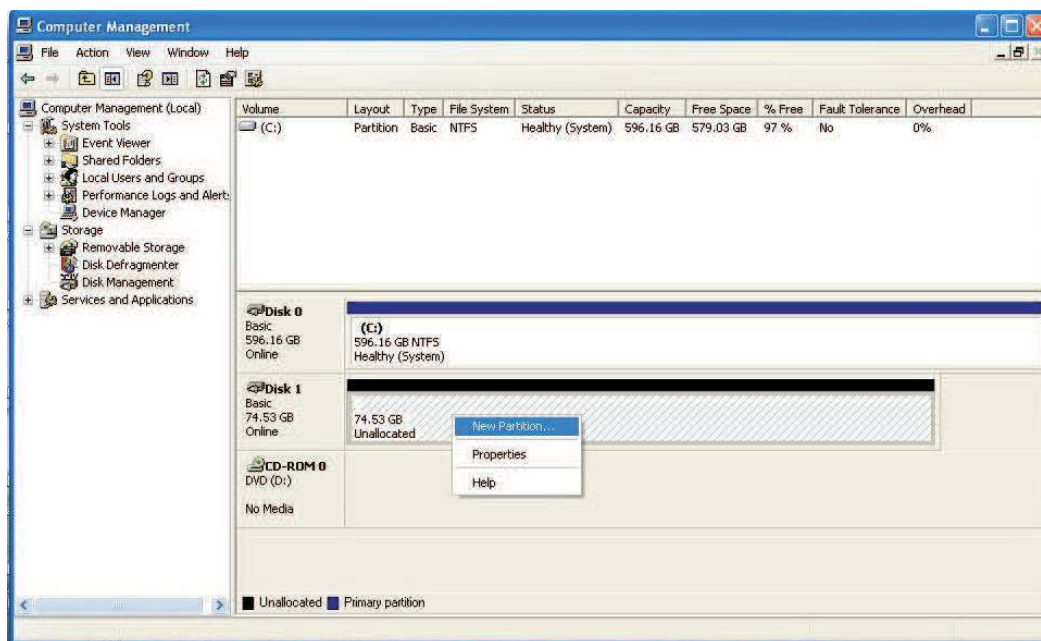 Computer Management
File Action View Window Help
Computer Management (Local)
System Tools
Event Viewer
Shared Folders
Local Users and Groups
Performance Logs and Alert
Device Manager
Storage
Removable Storage
Disk Defragmenter
Disk Management
Services and Applications
Volume Layout Type File System Status Capacity Free Space % Free Fault Tolerance Overhead
(C:) Partition Basic NTFS Healthy (System) 596.16 GB 579.03 GB 97 % No 0%
Disk 0
Basic
596.16 GB
Online
(C:)
596.16 GB NTFS
Healthy (System)
Disk 1
Basic
74.53 GB
Online
74.53 GB
Unallocated
New Partition...
Properties
Help
CD-ROM 0
DVD (D:)
No Media
Unallocated Primary partition